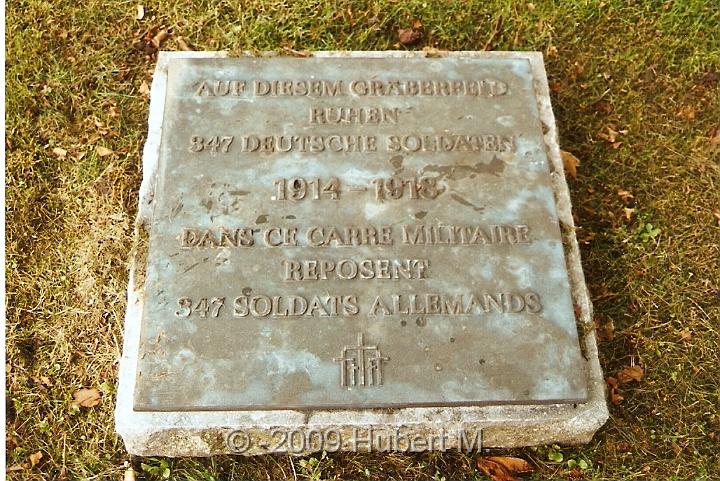 AUF DIESEM GRÄBERFELD
RUHEN
347 DEUTSCHE SOLDATEN
1914 – 1918
DANS CE CARRE MILITAIRE
REPOSENT
347 SOLDATS ALLEMANDS
© 2009 Hubert M.